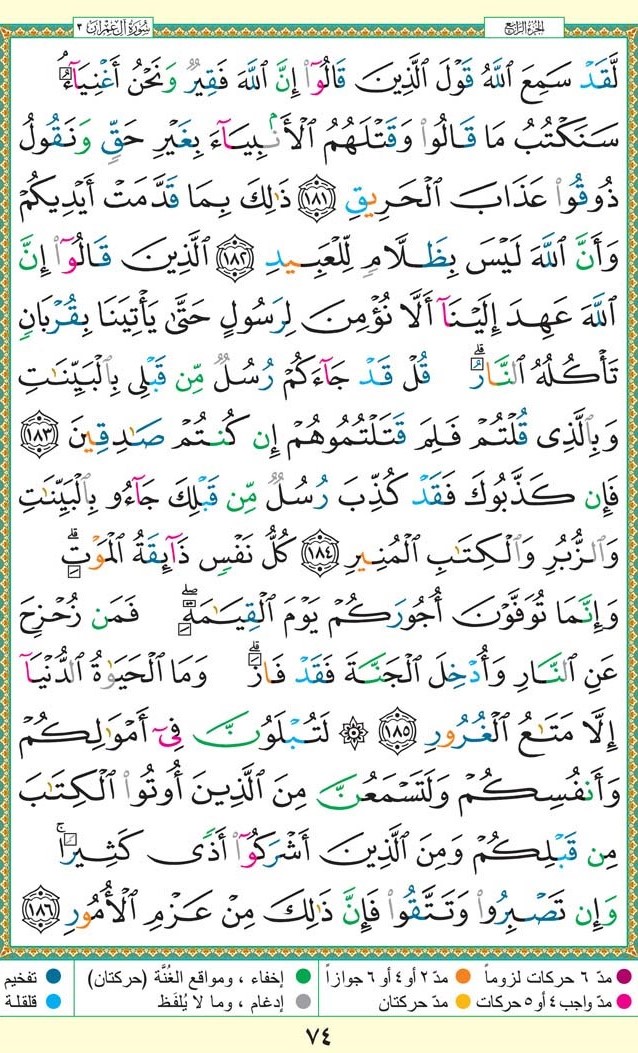 الجزء الرابع
سورة آل عمران ٣
لَّقَدْ سَمِعَ ٱللَّهُ قَوْلَ ٱلَّذِينَ قَالُوٓا۟ إِنَّ ٱللَّهَ فَقِيرٌ وَنَحْنُ أَغْنِيَآءُ ۘ
سَنَكْتُبُ مَا قَالُوا۟ وَقَتْلَهُمُ ٱلْأَنۢبِيَآءَ بِغَيْرِ حَقٍّ وَنَقُولُ
ذُوقُوا۟ عَذَابَ ٱلْحَرِيقِ ١٨١ ذَٰلِكَ بِمَا قَدَّمَتْ أَيْدِيكُمْ
وَأَنَّ ٱللَّهَ لَيْسَ بِظَلَّامٍ لِّلْعَبِيدِ ١٨٢ ٱلَّذِينَ قَالُوٓا۟ إِنَّ
ٱللَّهَ عَهِدَ إِلَيْنَآ أَلَّا نُؤْمِنَ لِرَسُولٍ حَتَّىٰ يَأْتِيَنَا بِقُرْبَانٍ
تَأْكُلُهُ ٱلنَّارُ ۗ قُلْ قَدْ جَآءَكُمْ رُسُلٌ مِّن قَبْلِى بِٱلْبَيِّنَٰتِ
وَبِٱلَّذِى قُلْتُمْ فَلِمَ قَتَلْتُمُوهُمْ إِن كُنتُمْ صَٰدِقِينَ ١٨٣
فَإِن كَذَّبُوكَ فَقَدْ كُذِّبَ رُسُلٌ مِّن قَبْلِكَ جَآءُو بِٱلْبَيِّنَٰتِ
وَٱلزُّبُرِ وَٱلْكِتَٰبِ ٱلْمُنِيرِ ١٨٤ كُلُّ نَفْسٍ ذَآئِقَةُ ٱلْمَوْتِ ۗ
وَإِنَّمَا تُوَفَّوْنَ أُجُورَكُمْ يَوْمَ ٱلْقِيَٰمَةِ ۖ فَمَن زُحْزِحَ
عَنِ ٱلنَّارِ وَأُدْخِلَ ٱلْجَنَّةَ فَقَدْ فَازَ ۗ وَمَا ٱلْحَيَوٰةُ ٱلدُّنْيَآ
إِلَّا مَتَٰعُ ٱلْغُرُورِ ١٨٥ ۞ لَتُبْلَوُنَّ فِىٓ أَمْوَٰلِكُمْ
وَأَنفُسِكُمْ وَلَتَسْمَعُنَّ مِنَ ٱلَّذِينَ أُوتُوا۟ ٱلْكِتَٰبَ
مِن قَبْلِكُمْ وَمِنَ ٱلَّذِينَ أَشْرَكُوٓا۟ أَذًى كَثِيرًا ۚ
وَإِن تَصْبِرُوا۟ وَتَتَّقُوا۟ فَإِنَّ ذَٰلِكَ مِنْ عَزْمِ ٱلْأُمُورِ ١٨٦
مدّ ٦ حركات لزوماً مدّ ٢ أو ٤ أو ٦ جوازاً إخفاء ، ومواقع الغُنَّة (حركتان) تفخيم
مدّ واجب ٤ أو ٥ حركات مدّ حركتان إدغام ، وما لا يُلفَظ قلقلة
٧٤